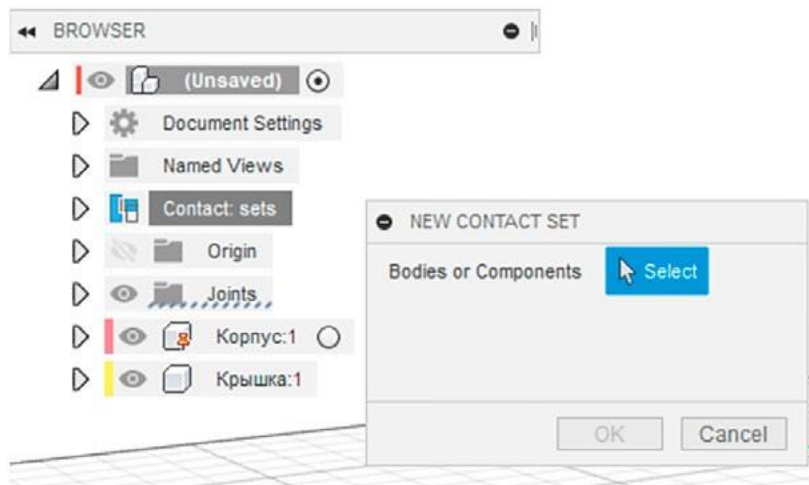 BROWSER
(Unsaved)
Document Settings
Named Views
Contact: sets
Origin
Joints
Корпус:1
Крышка:1
NEW CONTACT SET
Bodies or Components Select
OK Cancel